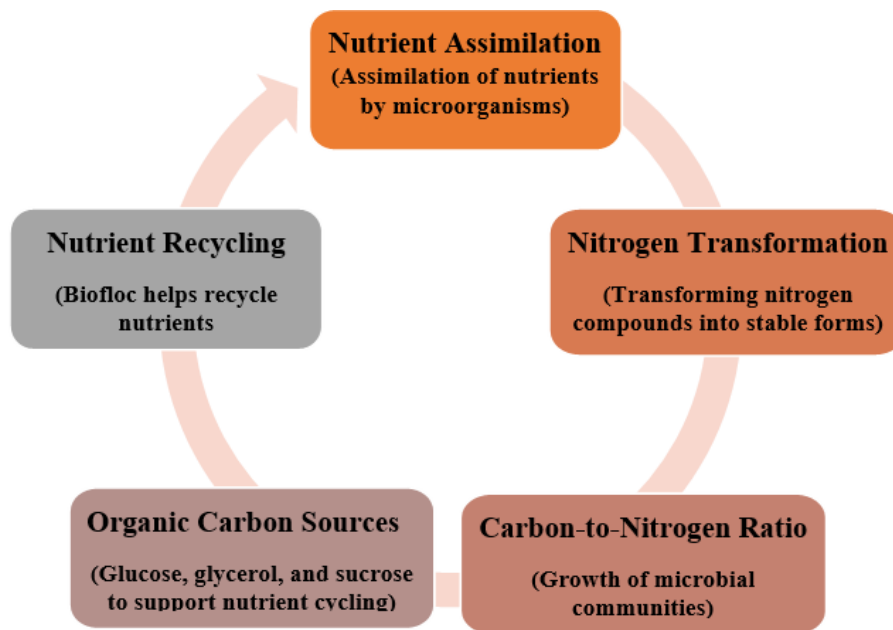 Nutrient Assimilation
(Assimilation of nutrients
by microorganisms)
Nitrogen Transformation
(Transforming nitrogen
compounds into stable forms)
Carbon-to-Nitrogen Ratio
(Growth of microbial
communities)
Organic Carbon Sources
(Glucose, glycerol, and sucrose
to support nutrient cycling)
Nutrient Recycling
(Biofloc helps recycle
nutrients